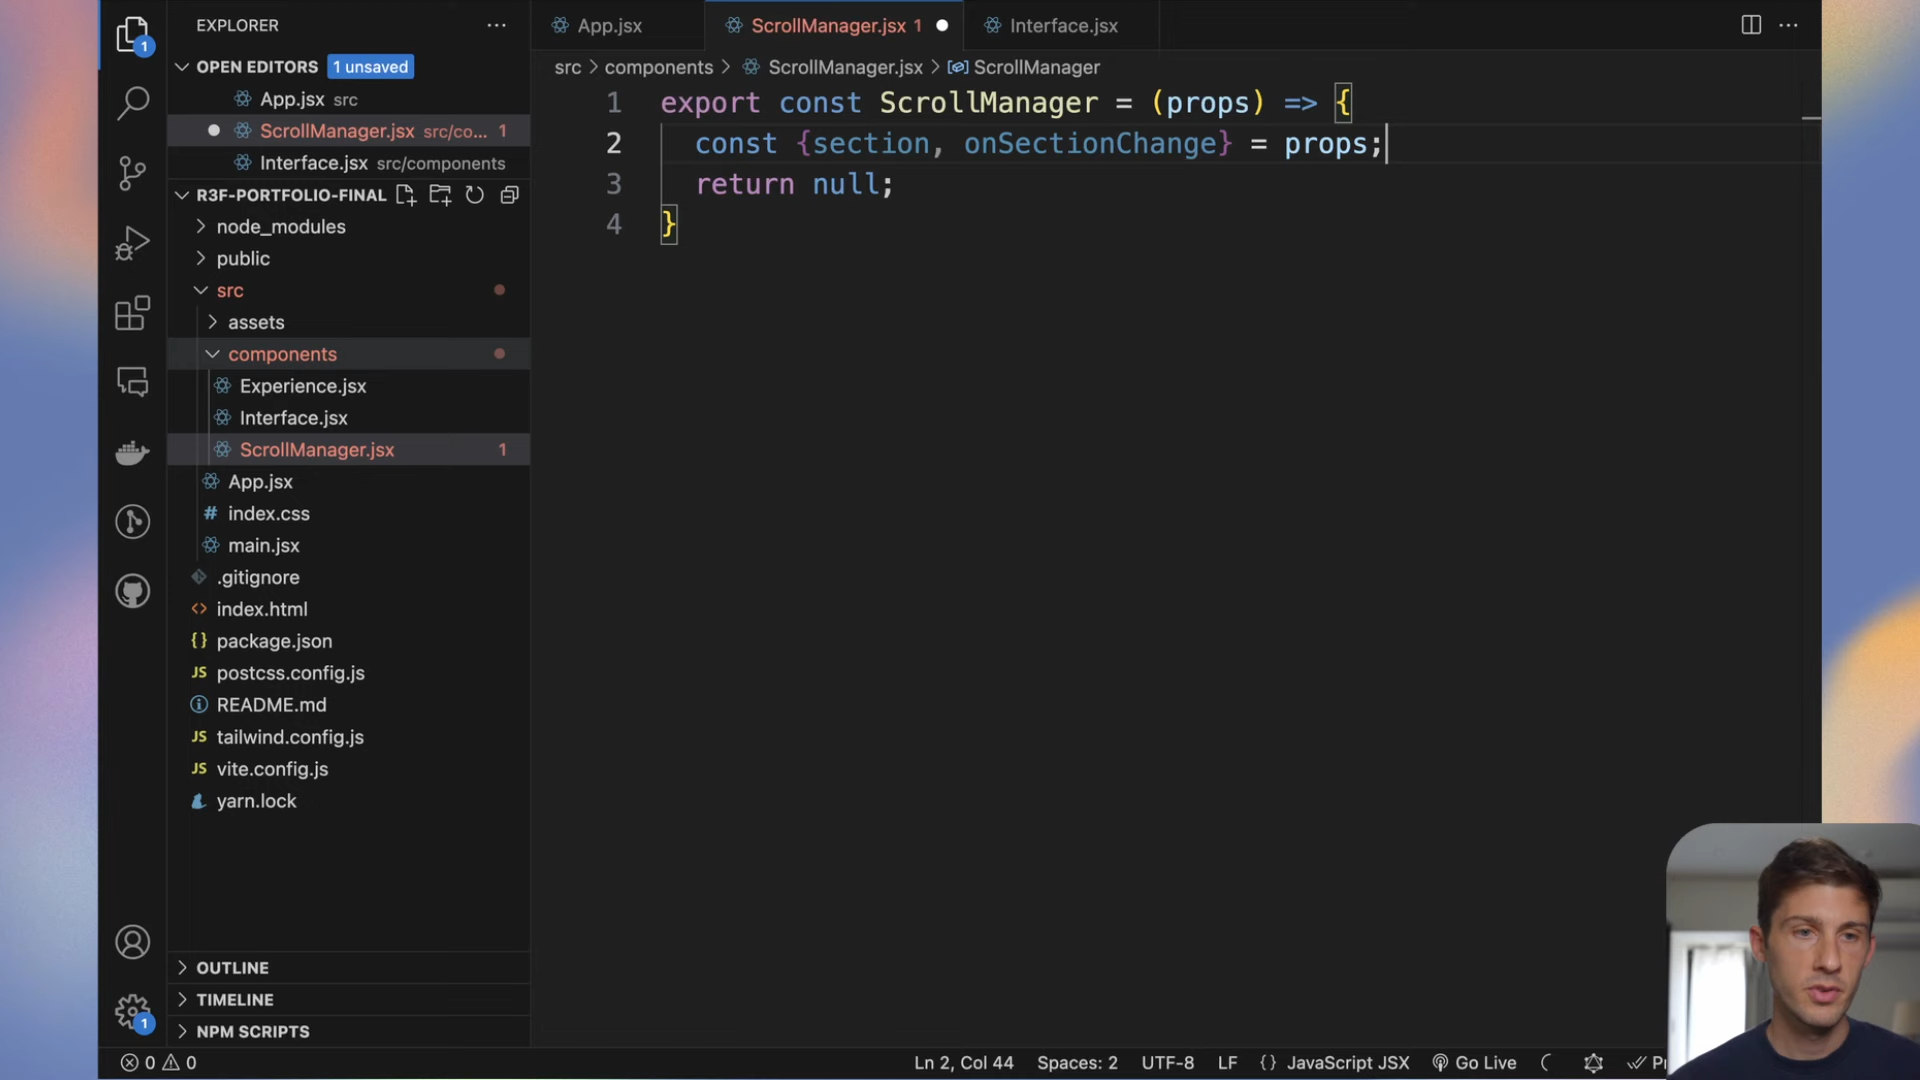 EXPLORER
OPEN EDITORS 1 unsaved
App.jsx src
ScrollManager.jsx src/co... 1
Interface.jsx src/components
R3F-PORTFOLIO-FINAL
node_modules
public
src
assets
components
Experience.jsx
Interface.jsx
ScrollManager.jsx 1
App.jsx
# index.css
main.jsx
.gitignore
<> index.html
{} package.json
JS postcss.config.js
README.md
JS tailwind.config.js
JS vite.config.js
yarn.lock
OUTLINE
TIMELINE
NPM SCRIPTS
1
1
App.jsx ScrollManager.jsx 1 Interface.jsx
src > components > ScrollManager.jsx > ScrollManager
1 export const ScrollManager = (props) => {
2 const {section, onSectionChange} = props;
3 return null;
4 }
0 0 Ln 2, Col 44 Spaces: 2 UTF-8 LF {} JavaScript JSX Go Live